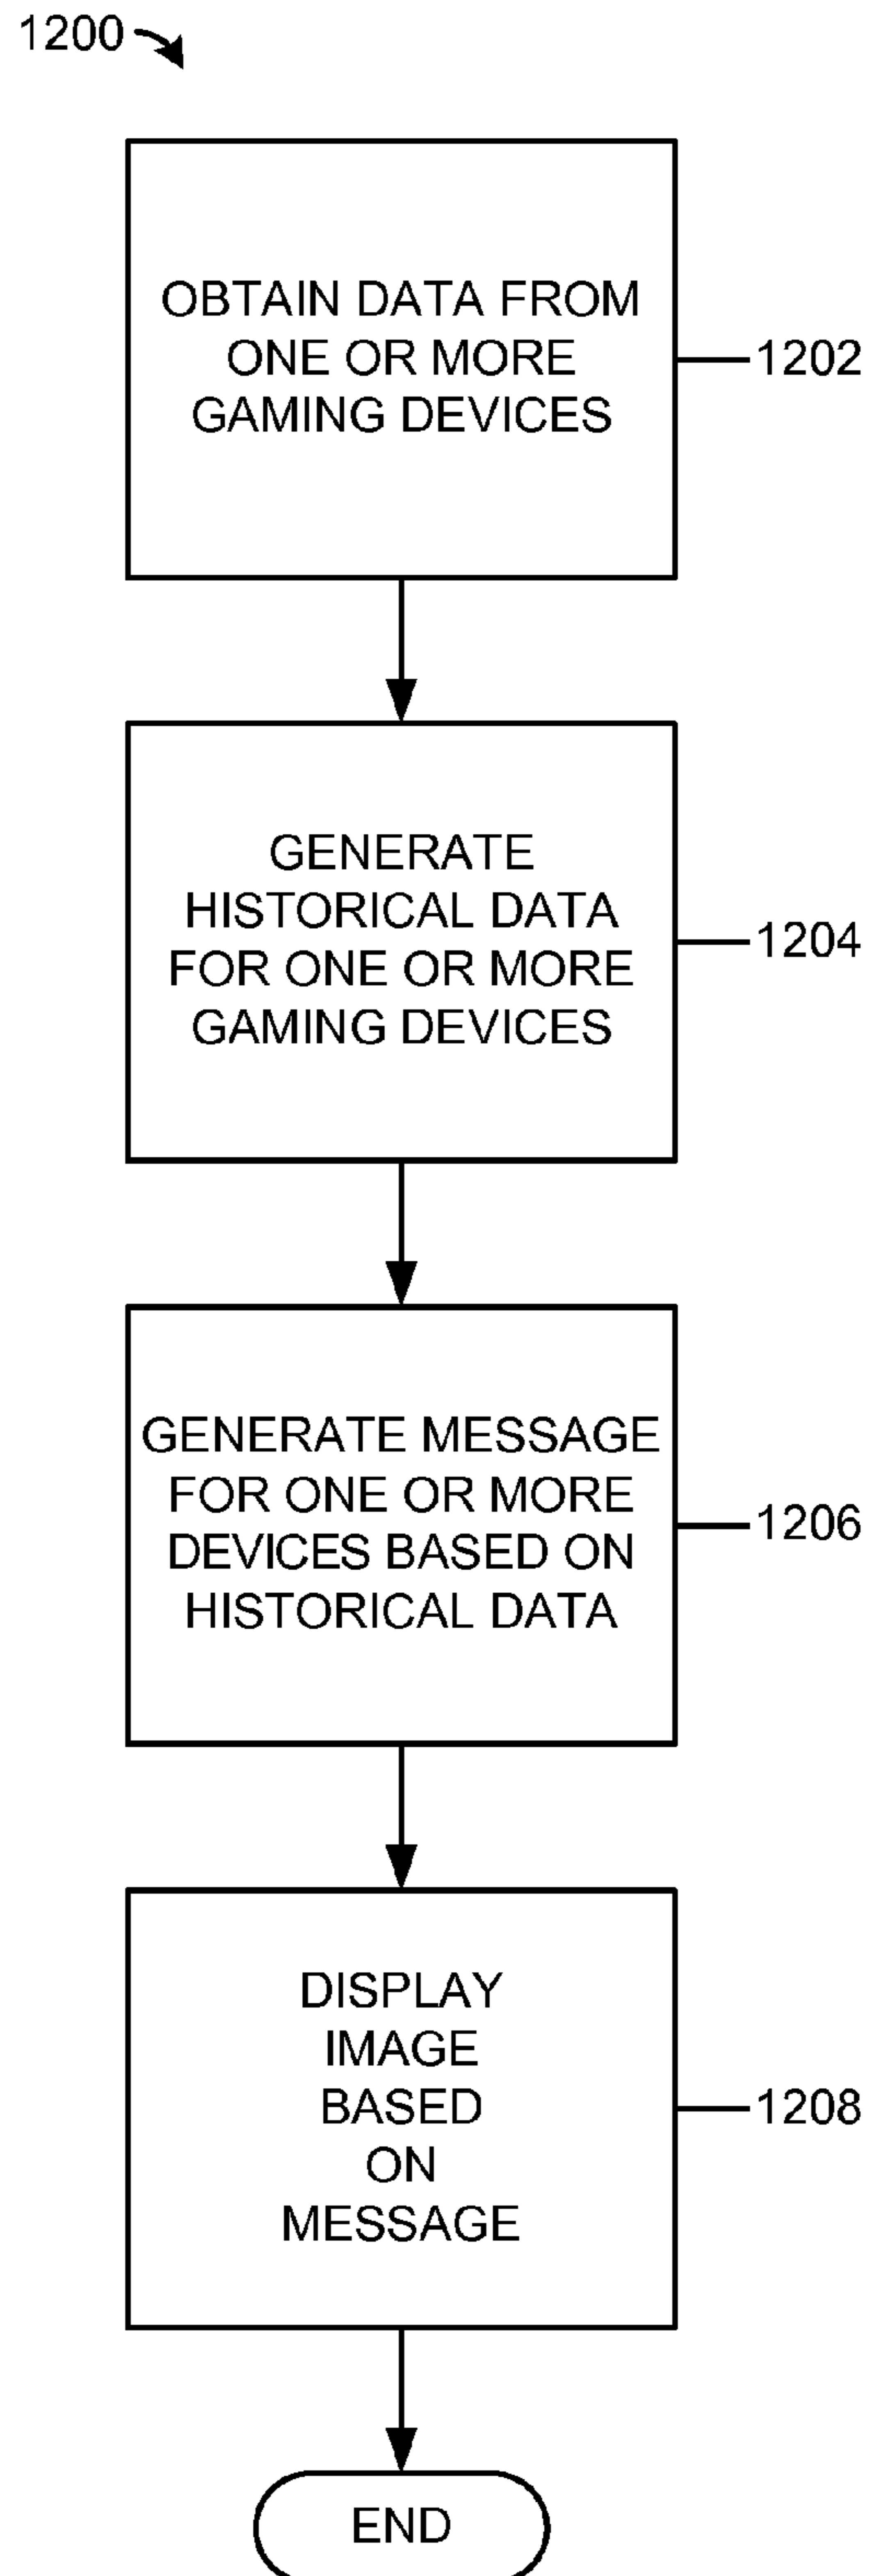 1200
OBTAIN DATA FROM
ONE OR MORE
GAMING DEVICES
1202
GENERATE
HISTORICAL DATA
FOR ONE OR MORE
GAMING DEVICES
1204
GENERATE MESSAGE
FOR ONE OR MORE
DEVICES BASED ON
HISTORICAL DATA
1206
DISPLAY
IMAGE
BASED
ON
MESSAGE
1208
END